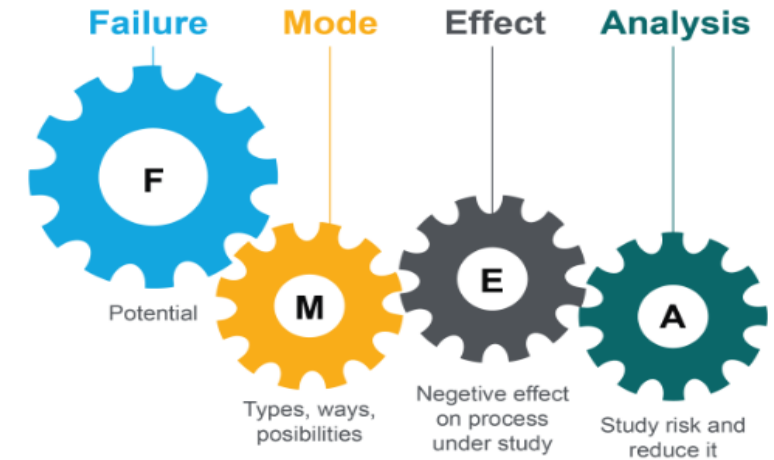 Failure
Mode
Effect
Analysis
F
M
E
A
Potential
Types, ways,
posibilities
Negetive effect
on process
under study
Study risk and
reduce it